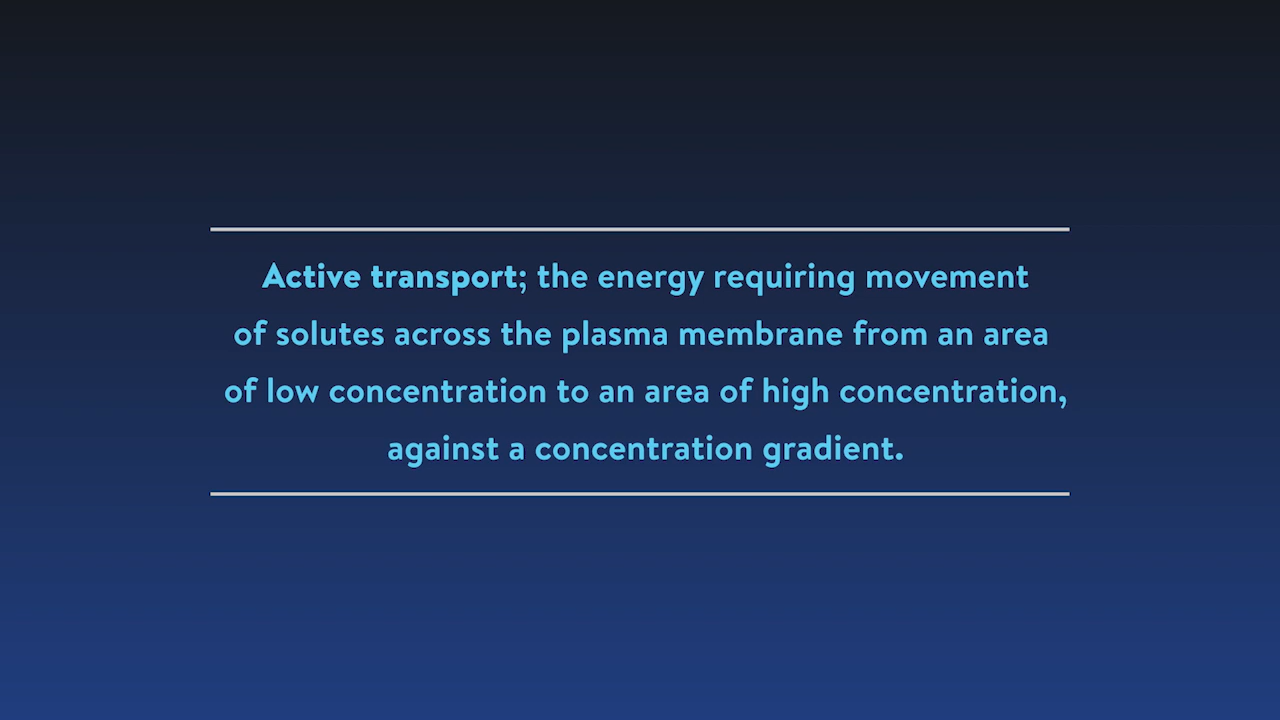 Active transport; the energy requiring movement
of solutes across the plasma membrane from an area
of low concentration to an area of high concentration,
against a concentration gradient.